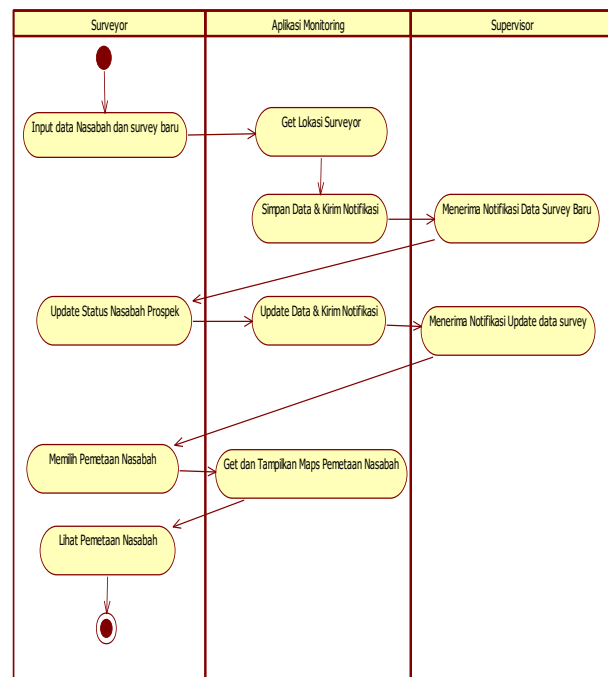 Surveyor
Aplikasi Monitoring
Supervisor
Input data Nasabah dan survey baru
Get Lokasi Surveyor
Simpan Data & Kirim Notifikasi
Menerima Notifikasi Data Survey Baru
Update Status Nasabah Prospek
Update Data & Kirim Notifikasi
Menerima Notifikasi Update data survey
Memilih Pemetaan Nasabah
Get dan Tampilkan Maps Pemetaan Nasabah
Lihat Pemetaan Nasabah